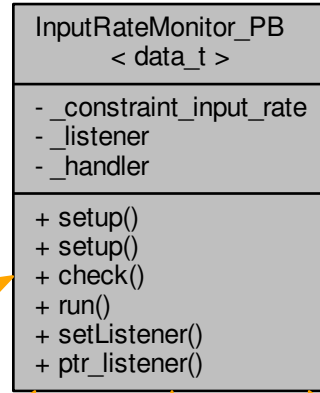 InputRateMonitor_PB
< data_t >
- _constraint_input_rate
- _listener
- _handler
+ setup()
+ setup()
+ check()
+ run()
+ setListener()
+ ptr_listener()